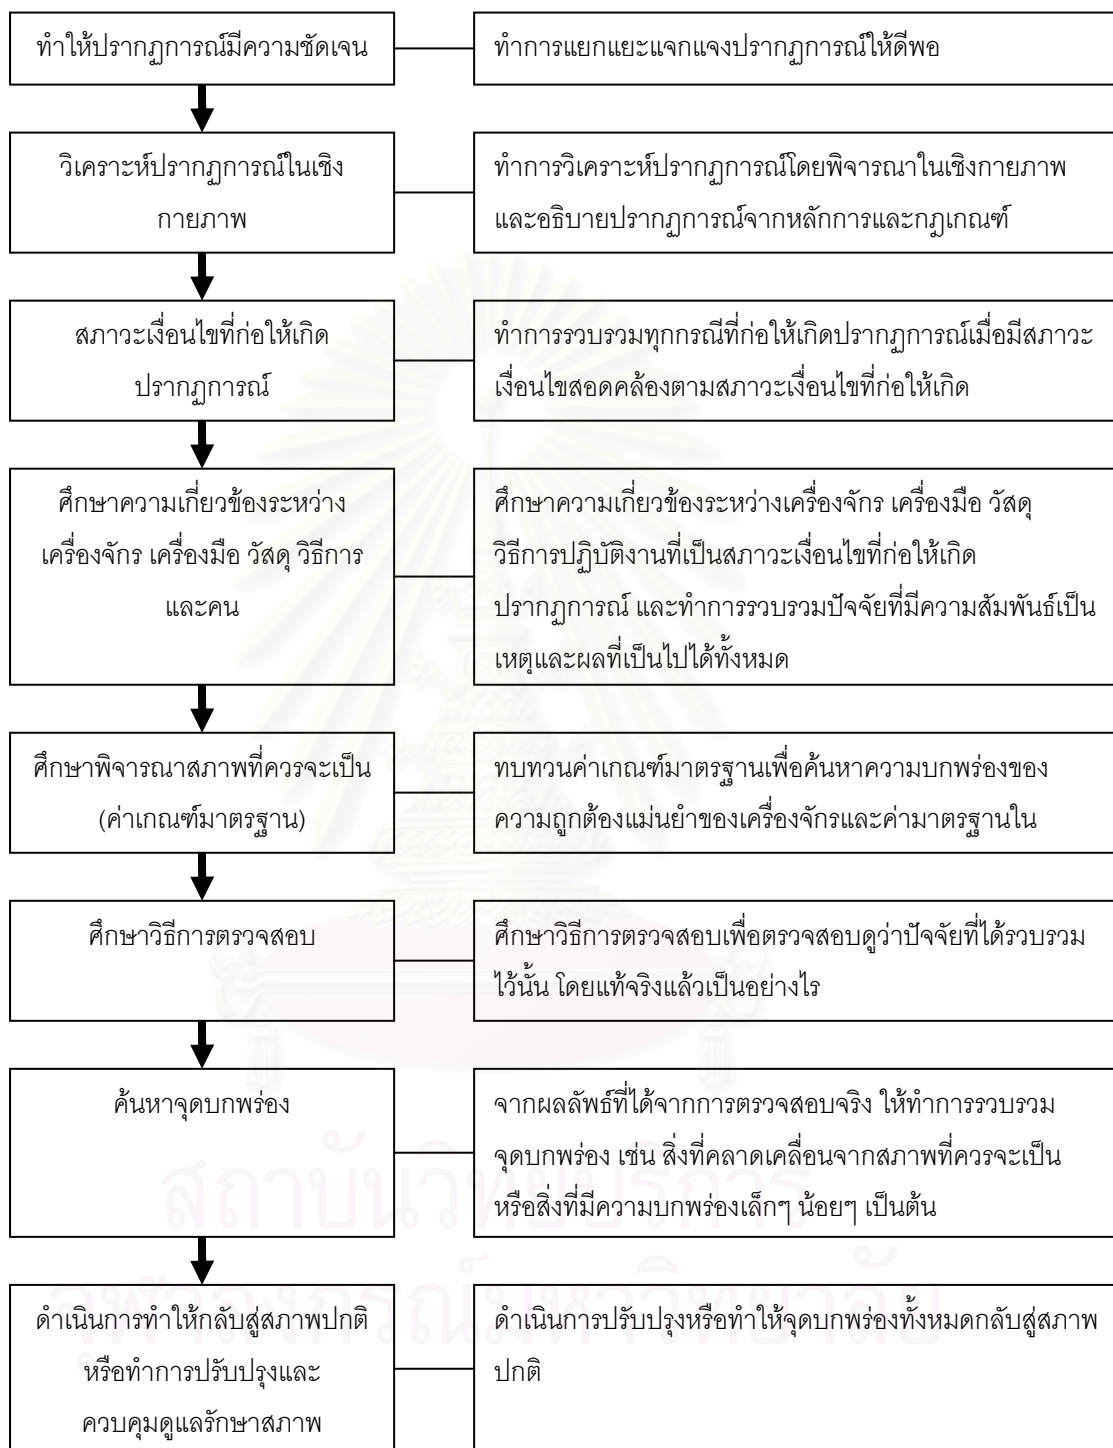 ทำให้ปรากฏการณ์มีความชัดเจน
ทำการแยกแยะแจกแจงปรากฏการณ์ให้ดีพอ
วิเคราะห์ปรากฏการณ์ในเชิง
กายภาพ
ทำการวิเคราะห์ปรากฏการณ์โดยพิจารณาในเชิงกายภาพ
และอธิบายปรากฏการณ์จากหลักการและกฎเกณฑ์
สภาวะเงื่อนไขที่ก่อให้เกิด
ปรากฏการณ์
ทำการรวบรวมทุกกรณีที่ก่อให้เกิดปรากฏการณ์เมื่อมีสภาวะ
เงื่อนไขสอดคล้องตามสภาวะเงื่อนไขที่ก่อให้เกิด
ศึกษาความเกี่ยวข้องระหว่าง
เครื่องจักร เครื่องมือ วัสดุ วิธีการ
และคน
ศึกษาความเกี่ยวข้องระหว่างเครื่องจักร เครื่องมือ วัสดุ
วิธีการปฏิบัติงานที่เป็นสภาวะเงื่อนไขที่ก่อให้เกิด
ปรากฏการณ์ และทำการรวบรวมปัจจัยที่มีความสัมพันธ์เป็น
เหตุและผลที่เป็นไปได้ทั้งหมด
ศึกษาพิจารณาสภาพที่ควรจะเป็น
(ค่าเกณฑ์มาตรฐาน)
ทบทวนค่าเกณฑ์มาตรฐานเพื่อค้นหาความบกพร่องของ
ความถูกต้องแม่นยำของเครื่องจักรและค่ามาตรฐานใน
ศึกษาวิธีการตรวจสอบ
ศึกษาวิธีการตรวจสอบเพื่อตรวจสอบดูว่าปัจจัยที่ได้รวบรวม
ไว้นั้น โดยแท้จริงแล้วเป็นอย่างไร
ค้นหาจุดบกพร่อง
จากผลลัพธ์ที่ได้จากการตรวจสอบจริง ให้ทำการรวบรวม
จุดบกพร่อง เช่น สิ่งที่คลาดเคลื่อนจากสภาพที่ควรจะเป็น
หรือสิ่งที่มีความบกพร่องเล็กๆ น้อยๆ เป็นต้น
สถาบันวิทยบริการ
จุฬาลงกรณ์มหาวิทยาลัย
ดำเนินการทำให้กลับสู่สภาพปกติ
หรือทำการปรับปรุงและ
ควบคุมดูแลรักษาสภาพ
ดำเนินการปรับปรุงหรือทำให้จุดบกพร่องทั้งหมดกลับสู่สภาพ
ปกติ